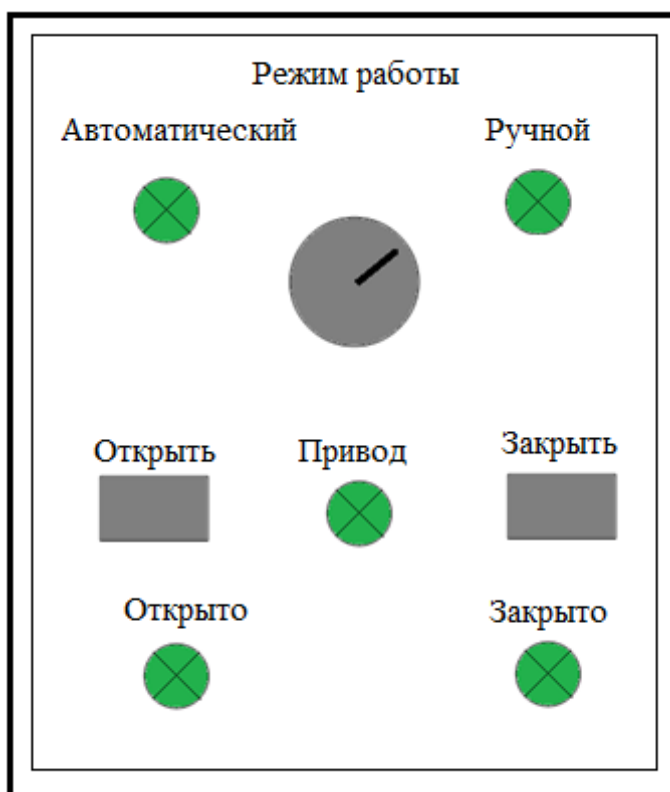 Режим работы
Автоматический
Ручной
Открыть
Привод
Закрыть
Открыто
Закрыто